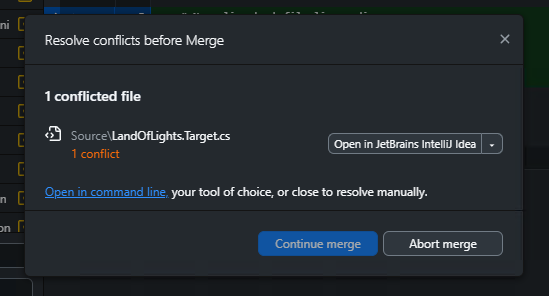 Resolve conflicts before Merge
1 conflicted file
Source\LandOfLights.Target.cs
Open in JetBrains IntelliJ Idea
1 conflict
Open in command line, your tool of choice, or close to resolve manually.
Continue merge
Abort merge